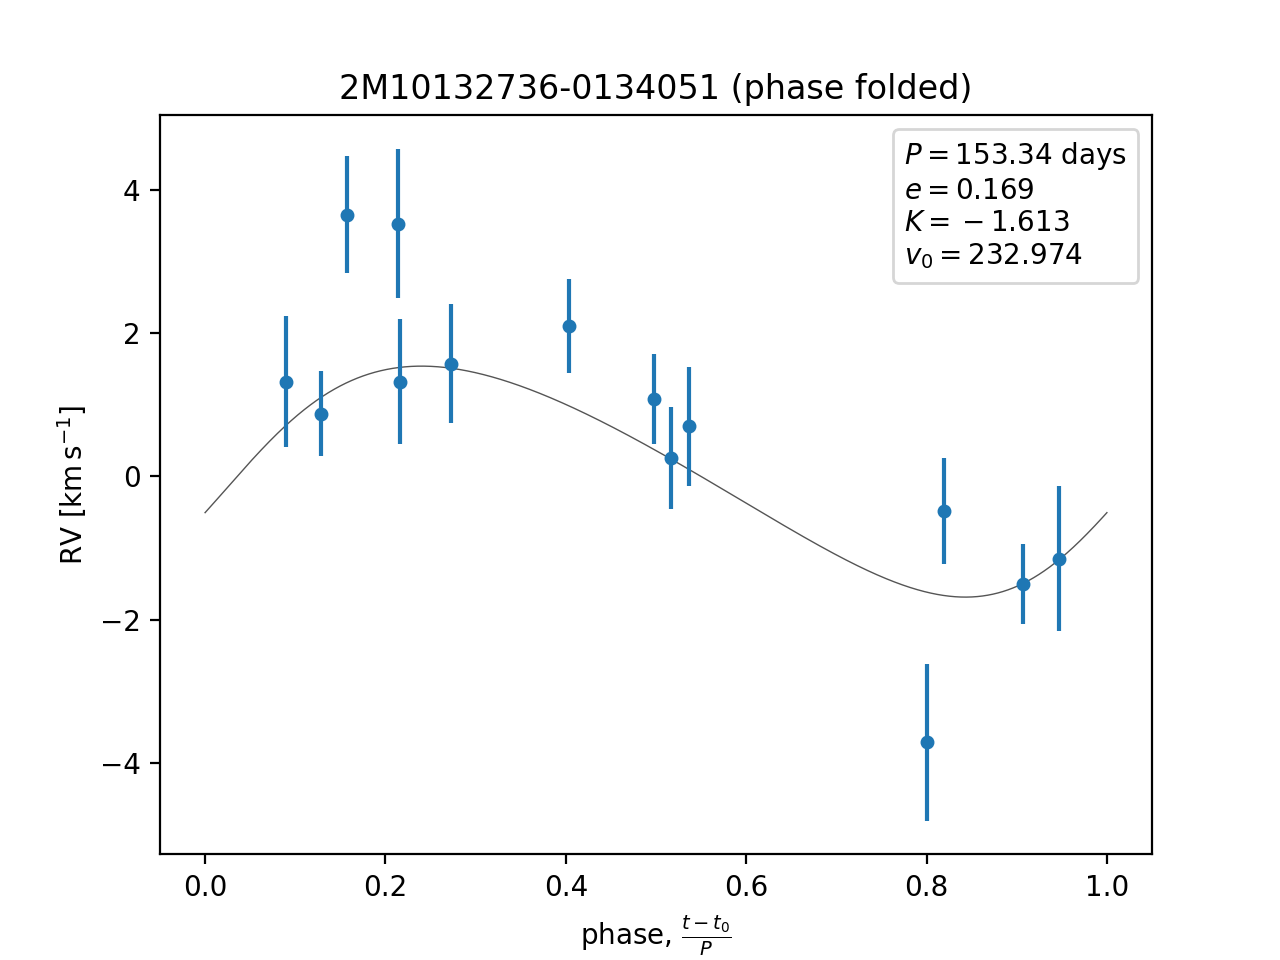 2M10132736-0134051 (phase folded)
P = 153.34 days
e = 0.169
K = −1.613
v₀ = 232.974
4
2
0
−2
−4
RV [km s⁻¹]
0.0 0.2 0.4 0.6 0.8 1.0
phase, (t − t₀)/P